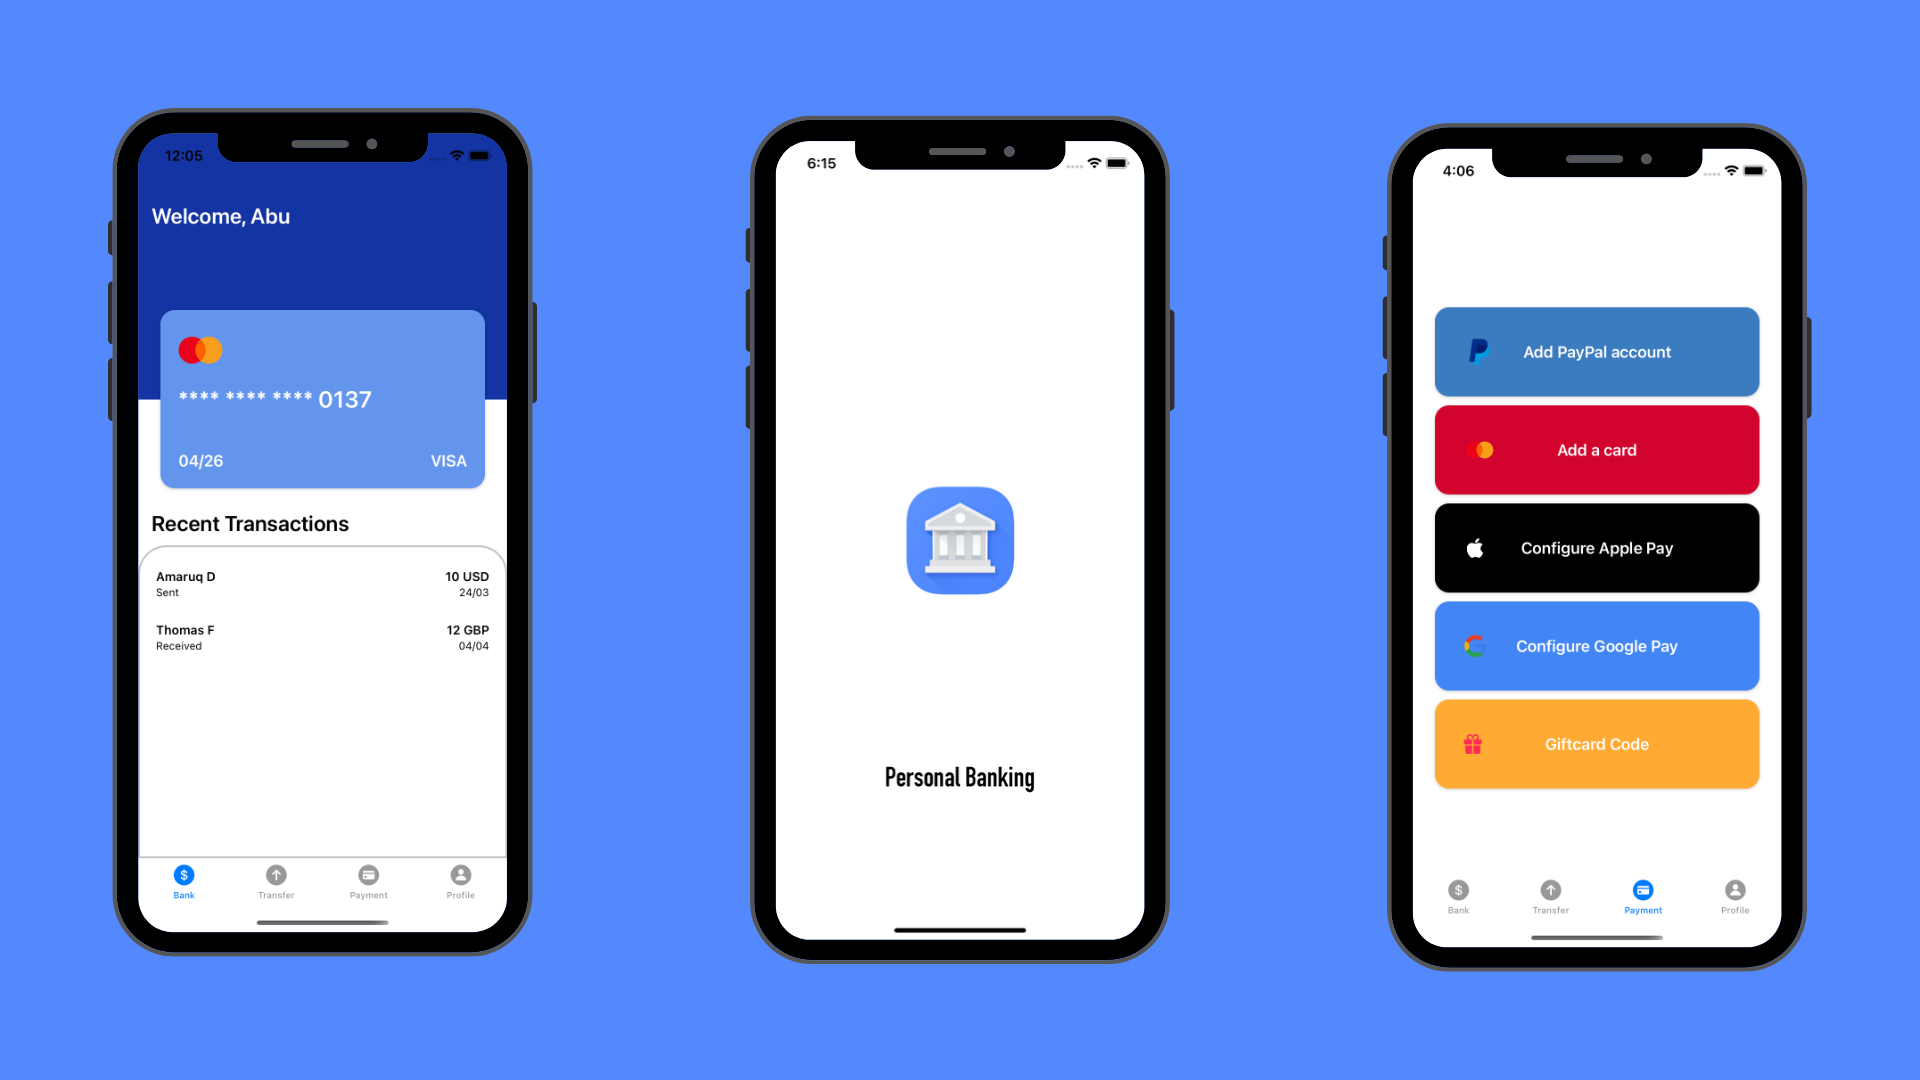 12:05
Welcome, Abu
**** **** **** 0137
04/26 VISA
Recent Transactions
Amaruq D 10 USD
Sent 24/03
Thomas F 12 GBP
Received 04/04
Bank Transfer Payment Profile
6:15
Personal Banking
4:06
Add PayPal account
Add a card
Configure Apple Pay
Configure Google Pay
Giftcard Code
Bank Transfer Payment Profile